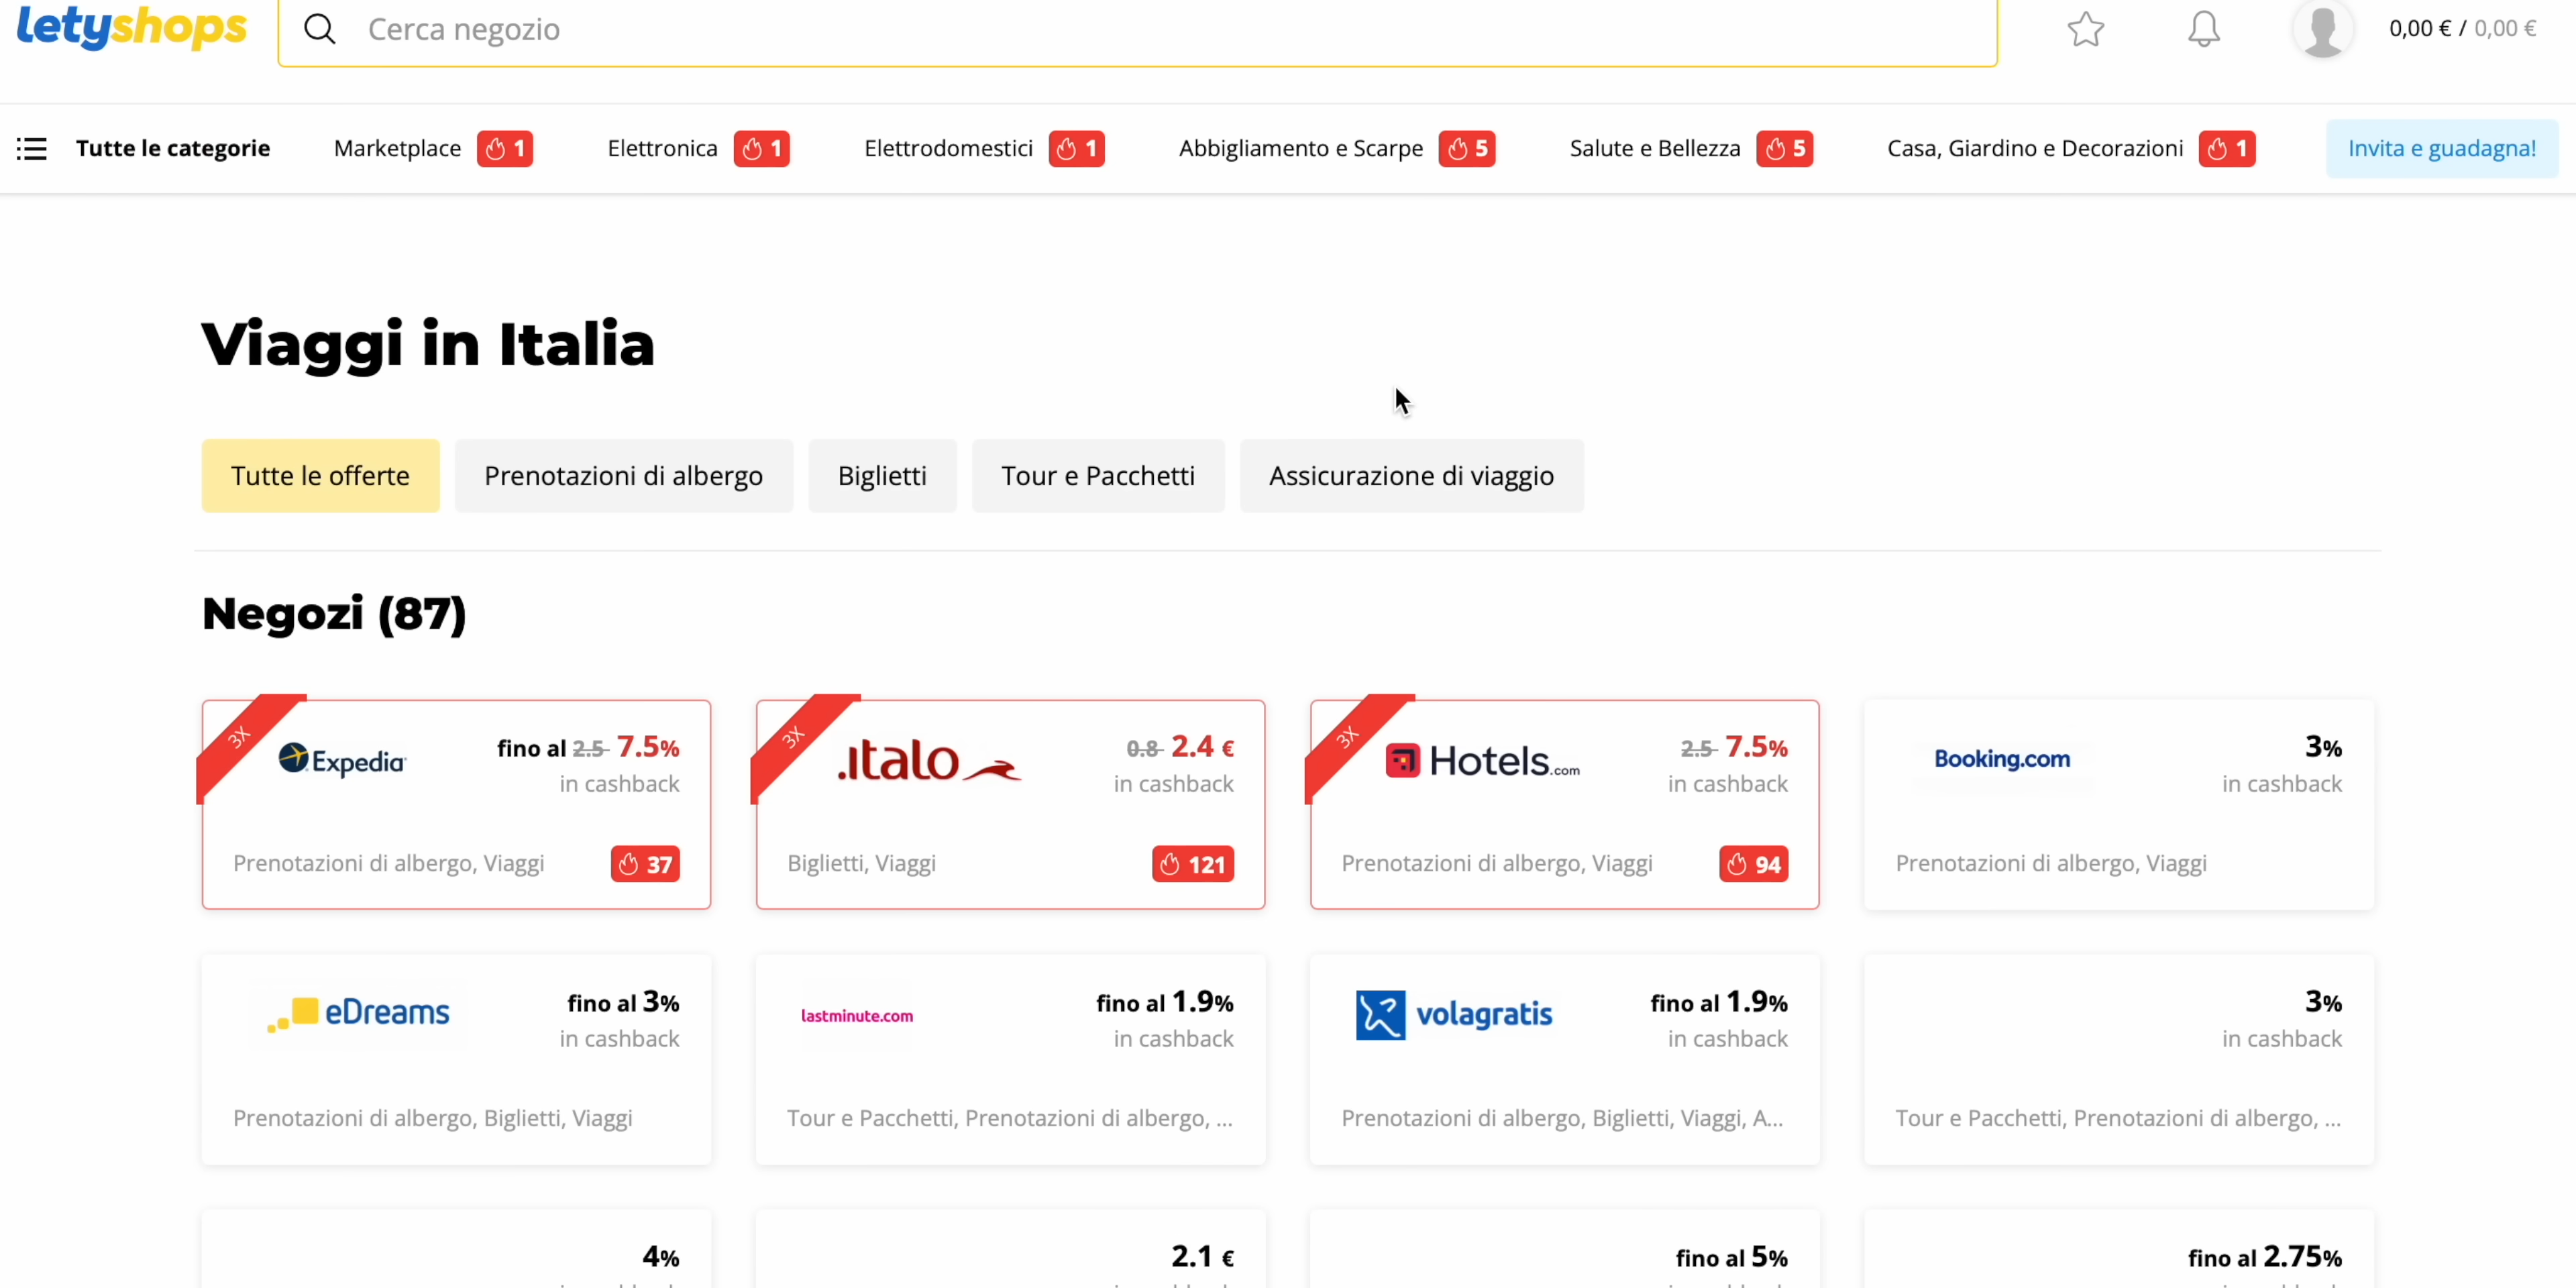 letyshops
Cerca negozio
0,00 € / 0,00 €
Tutte le categorie
Marketplace 1
Elettronica 1
Elettrodomestici 1
Abbigliamento e Scarpe 5
Salute e Bellezza 5
Casa, Giardino e Decorazioni 1
Invita e guadagna!
Viaggi in Italia
Tutte le offerte
Prenotazioni di albergo
Biglietti
Tour e Pacchetti
Assicurazione di viaggio
Negozi (87)
3X
Expedia
fino al 2.5 7.5%
in cashback
Prenotazioni di albergo, Viaggi
37
3X
.italo
0.8 2.4 €
in cashback
Biglietti, Viaggi
121
3X
Hotels.com
2.5 7.5%
in cashback
Prenotazioni di albergo, Viaggi
94
Booking.com
3%
in cashback
Prenotazioni di albergo, Viaggi
eDreams
fino al 3%
in cashback
Prenotazioni di albergo, Biglietti, Viaggi
lastminute.com
fino al 1.9%
in cashback
Tour e Pacchetti, Prenotazioni di albergo, ...
volagratis
fino al 1.9%
in cashback
Prenotazioni di albergo, Biglietti, Viaggi, A...
3%
in cashback
Tour e Pacchetti, Prenotazioni di albergo, ...
4%
2.1 €
fino al 5%
fino al 2.75%